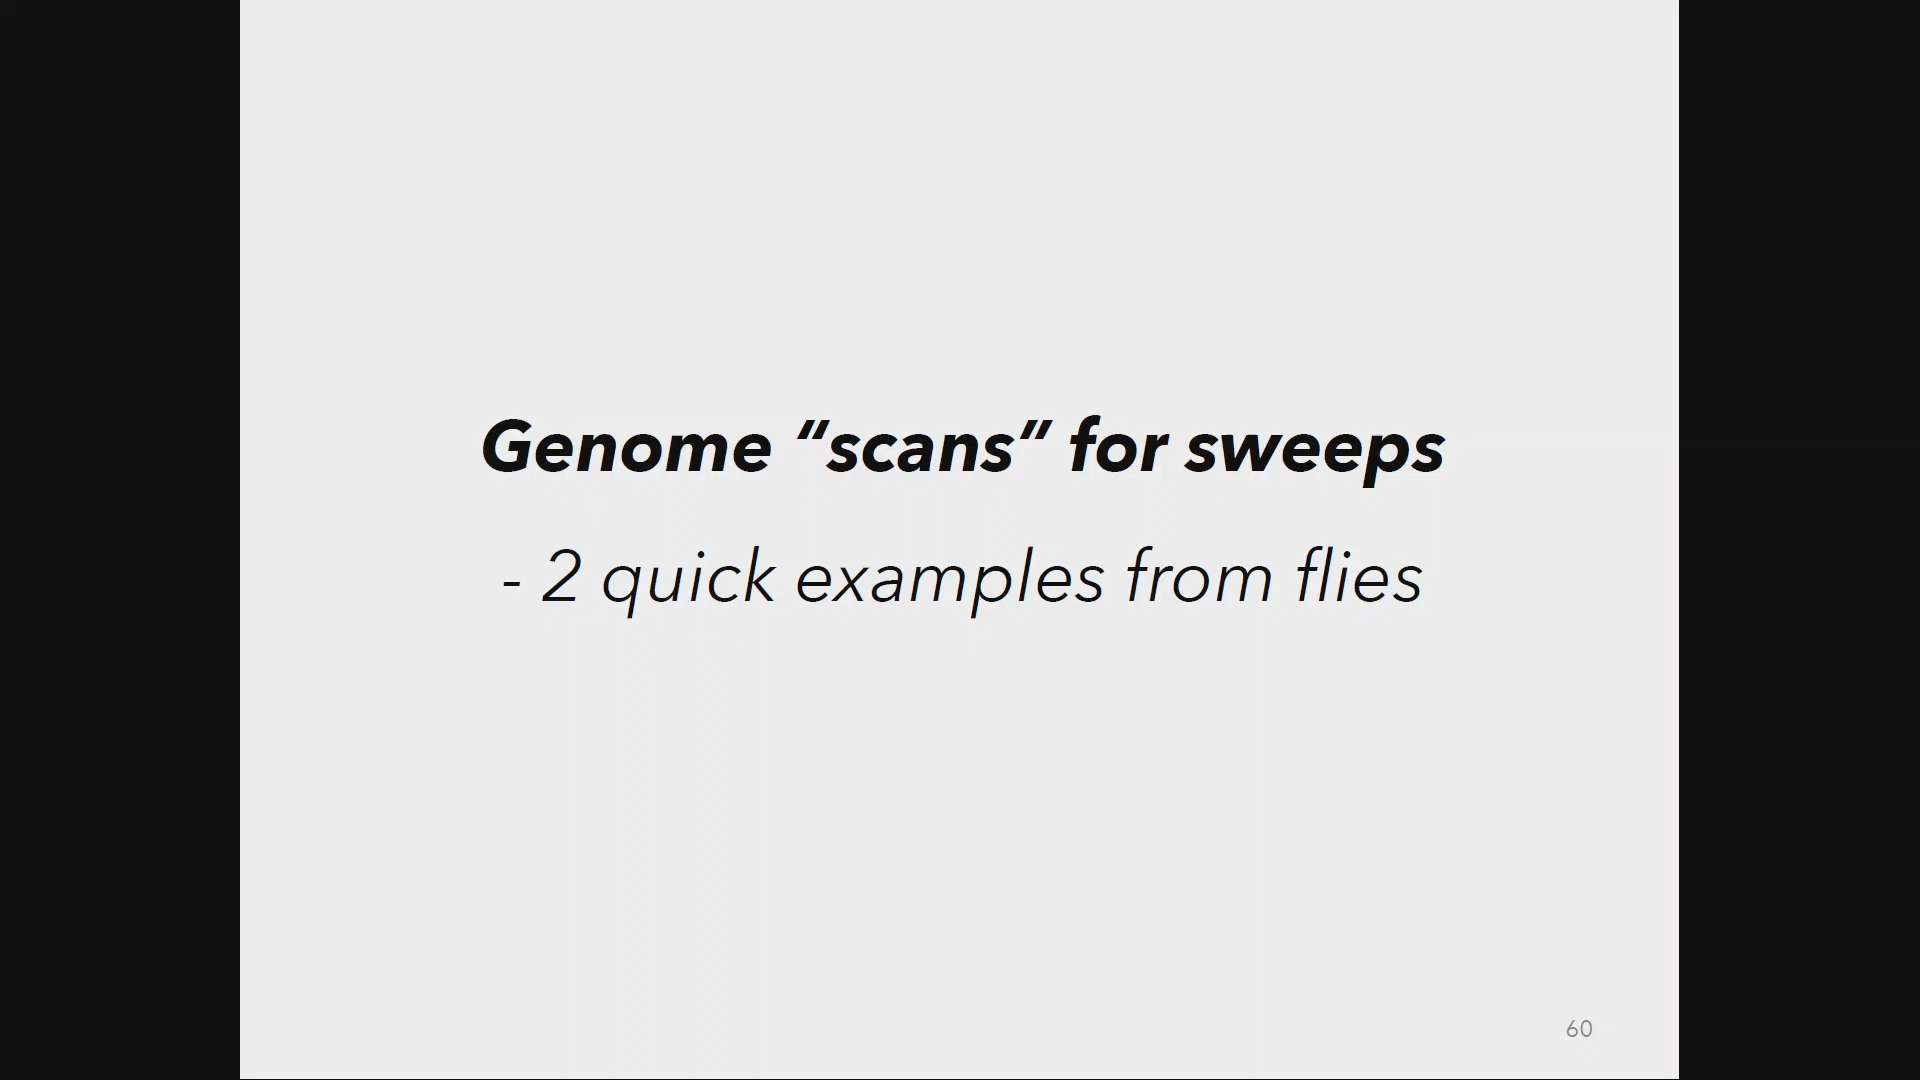 Genome “scans” for sweeps
- 2 quick examples from flies
60